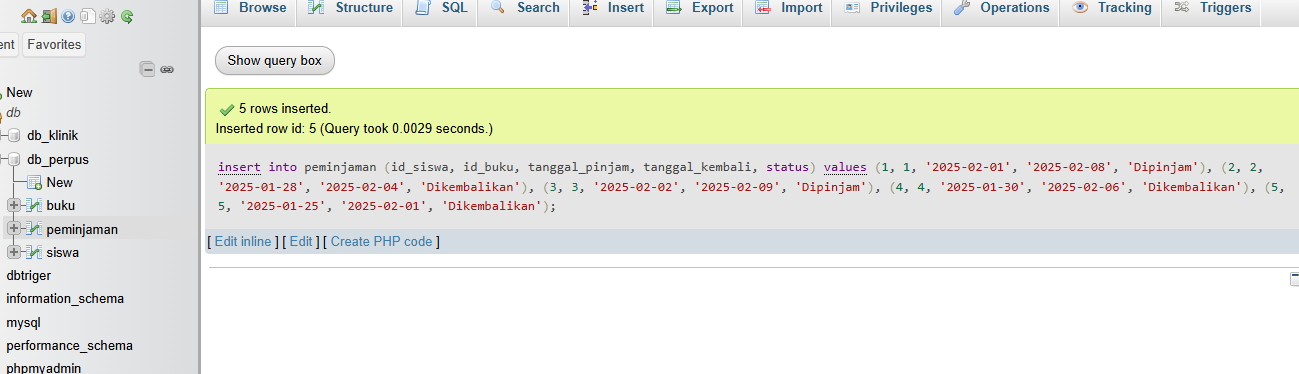 Browse Structure SQL Search Insert Export Import Privileges Operations Tracking Triggers
ent Favorites
New
db
db_klinik
db_perpus
New
buku
peminjaman
siswa
dbtriger
information_schema
mysql
performance_schema
phpmyadmin
Show query box
5 rows inserted.
Inserted row id: 5 (Query took 0.0029 seconds.)
insert into peminjaman (id_siswa, id_buku, tanggal_pinjam, tanggal_kembali, status) values (1, 1, '2025-02-01', '2025-02-08', 'Dipinjam'), (2, 2,
'2025-01-28', '2025-02-04', 'Dikembalikan'), (3, 3, '2025-02-02', '2025-02-09', 'Dipinjam'), (4, 4, '2025-01-30', '2025-02-06', 'Dikembalikan'), (5,
5, '2025-01-25', '2025-02-01', 'Dikembalikan');
[ Edit inline ] [ Edit ] [ Create PHP code ]